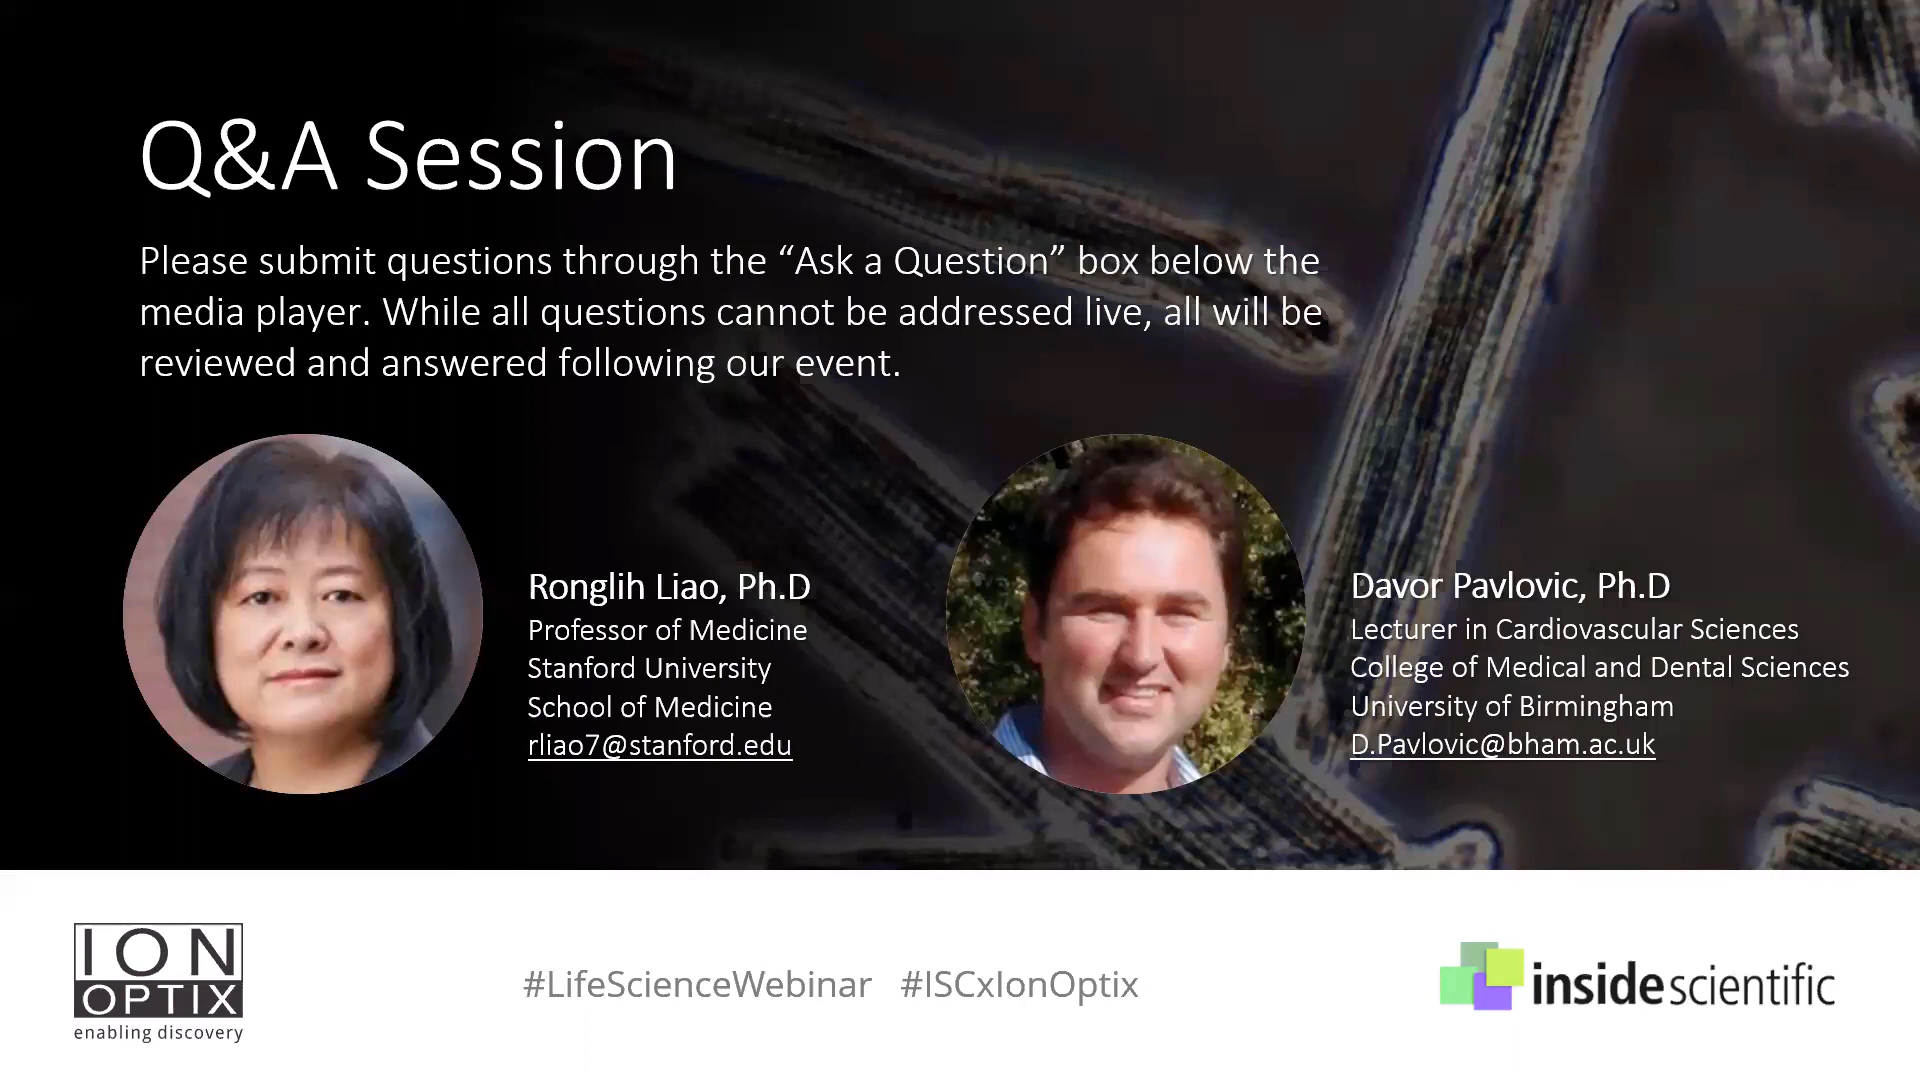 Q&A Session
Please submit questions through the “Ask a Question” box below the
media player. While all questions cannot be addressed live, all will be
reviewed and answered following our event.
Ronglih Liao, Ph.D
Professor of Medicine
Stanford University
School of Medicine
rliao7@stanford.edu
Davor Pavlovic, Ph.D
Lecturer in Cardiovascular Sciences
College of Medical and Dental Sciences
University of Birmingham
D.Pavlovic@bham.ac.uk
ION
OPTIX
enabling discovery
#LifeScienceWebinar #ISCxIonOptix
insidescientific